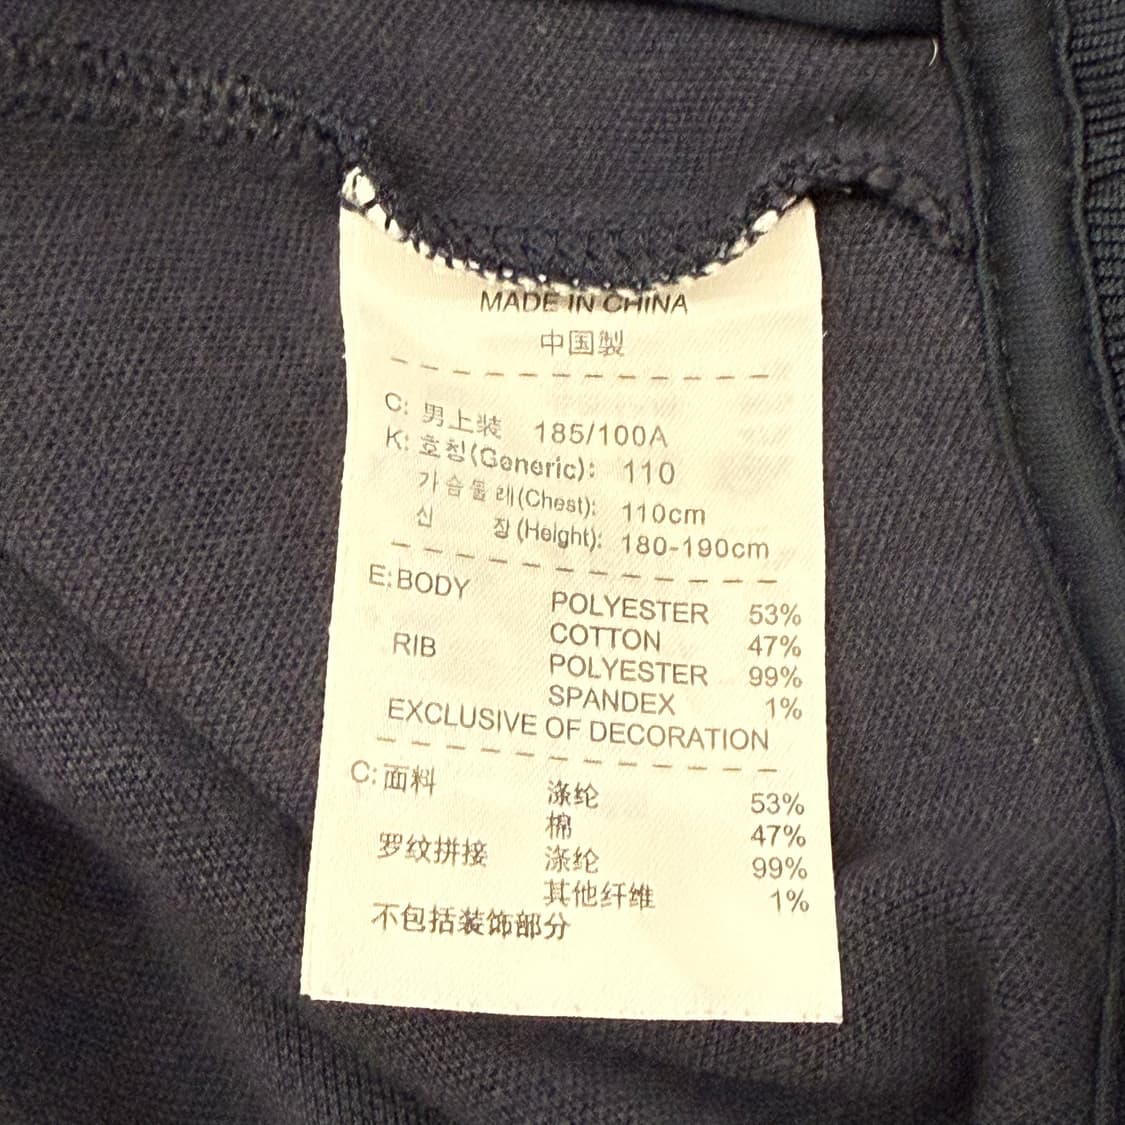 MADE IN CHINA
中国製
C: 男上装 185/100A
K: 호칭(Generic): 110
가슴둘레(Chest): 110cm
신 장(Height): 180-190cm
E:BODY POLYESTER 53%
COTTON 47%
RIB POLYESTER 99%
SPANDEX 1%
EXCLUSIVE OF DECORATION
C:面料 涤纶 53%
棉 47%
罗纹拼接 涤纶 99%
其他纤维 1%
不包括装饰部分